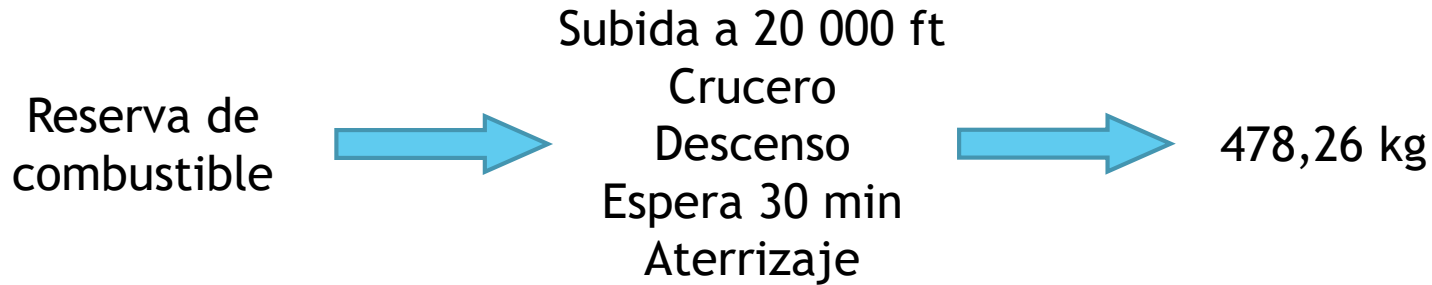 Reserva de
combustible
Subida a 20 000 ft
Crucero
Descenso
Espera 30 min
Aterrizaje
478,26 kg